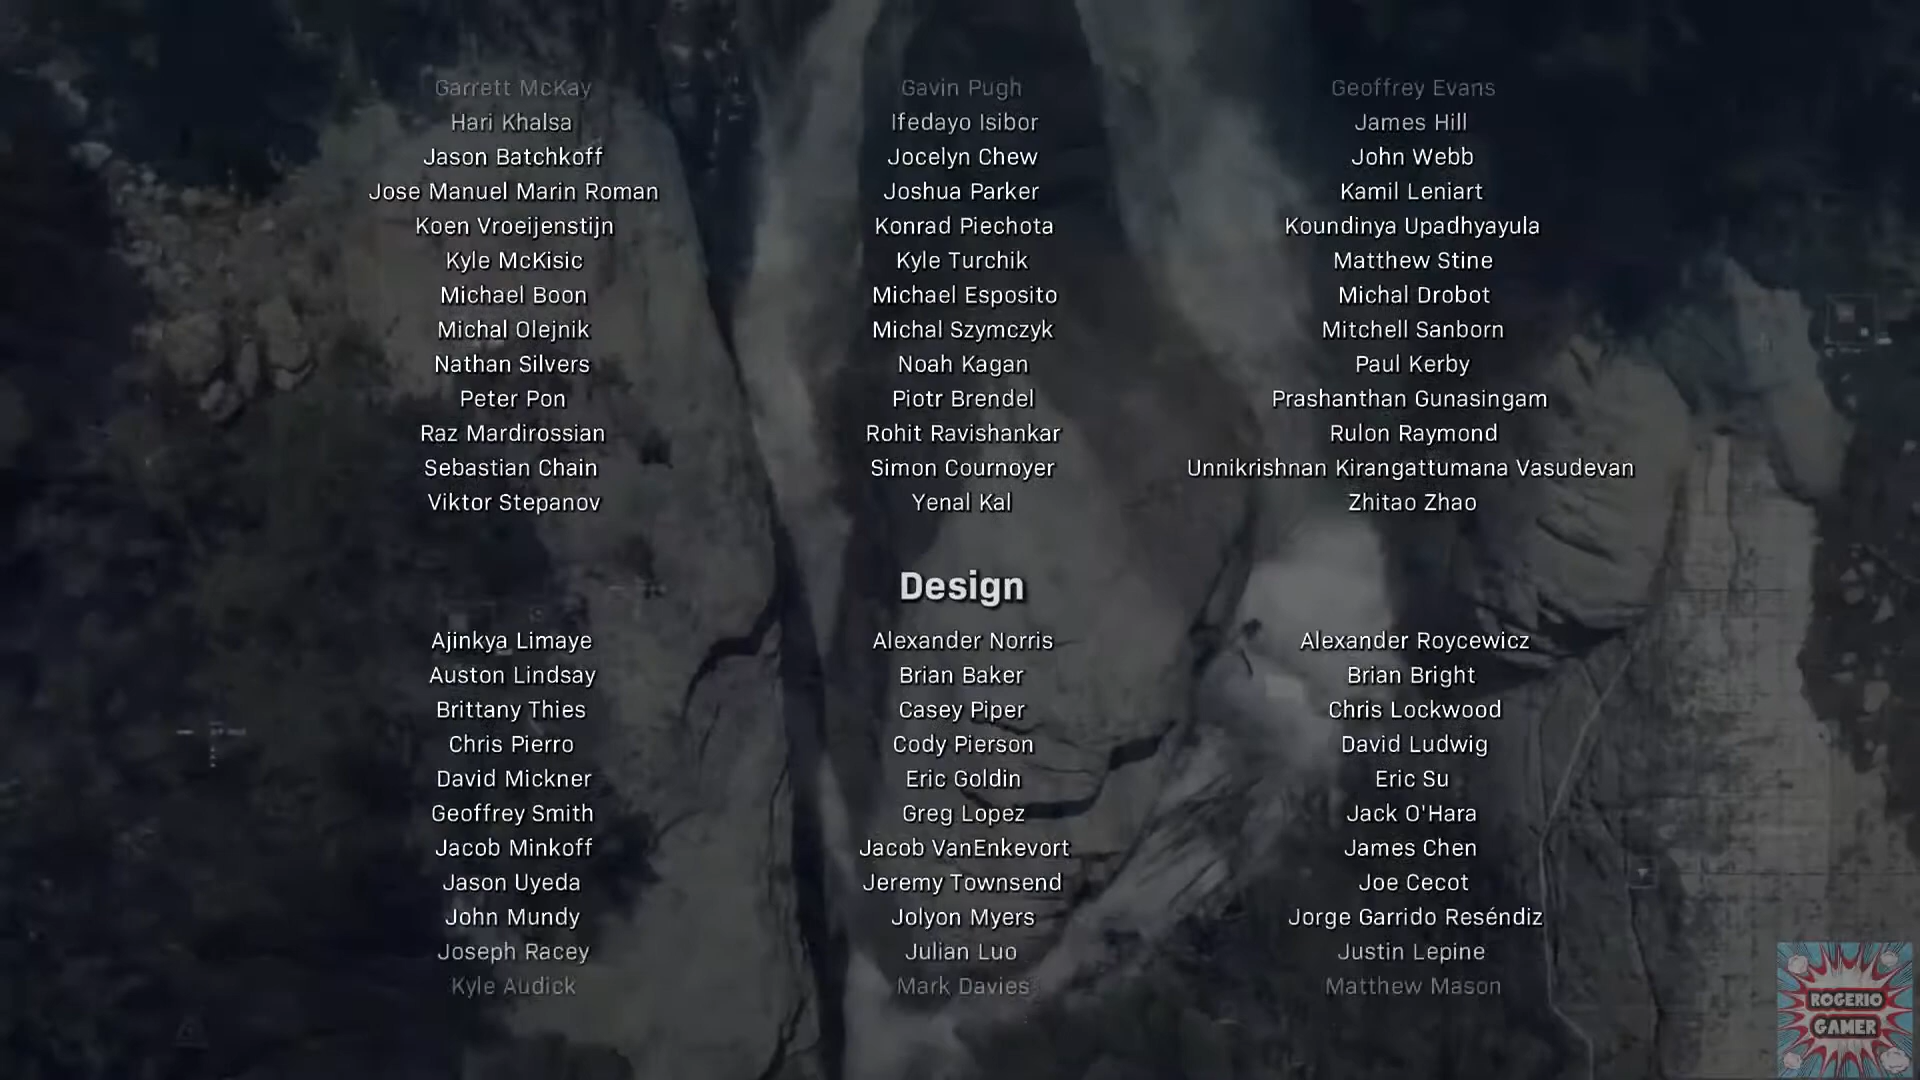 Garrett McKay Gavin Pugh Geoffrey Evans
Hari Khalsa Ifedayo Isibor James Hill
Jason Batchkoff Jocelyn Chew John Webb
Jose Manuel Marin Roman Joshua Parker Kamil Leniart
Koen Vroeijenstijn Konrad Piechota Koundinya Upadhyayula
Kyle McKisic Kyle Turchik Matthew Stine
Michael Boon Michael Esposito Michal Drobot
Michal Olejnik Michal Szymczyk Mitchell Sanborn
Nathan Silvers Noah Kagan Paul Kerby
Peter Pon Piotr Brendel Prashanthan Gunasingam
Raz Mardirossian Rohit Ravishankar Rulon Raymond
Sebastian Chain Simon Cournoyer Unnikrishnan Kirangattumana Vasudevan
Viktor Stepanov Yenal Kal Zhitao Zhao
Design
Ajinkya Limaye Alexander Norris Alexander Roycewicz
Auston Lindsay Brian Baker Brian Bright
Brittany Thies Casey Piper Chris Lockwood
Chris Pierro Cody Pierson David Ludwig
David Mickner Eric Goldin Eric Su
Geoffrey Smith Greg Lopez Jack O'Hara
Jacob Minkoff Jacob VanEnkevort James Chen
Jason Uyeda Jeremy Townsend Joe Cecot
John Mundy Jolyon Myers Jorge Garrido Reséndiz
Joseph Racey Julian Luo Justin Lepine
Kyle Audick Mark Davies Matthew Mason
ROGERIO
GAMER